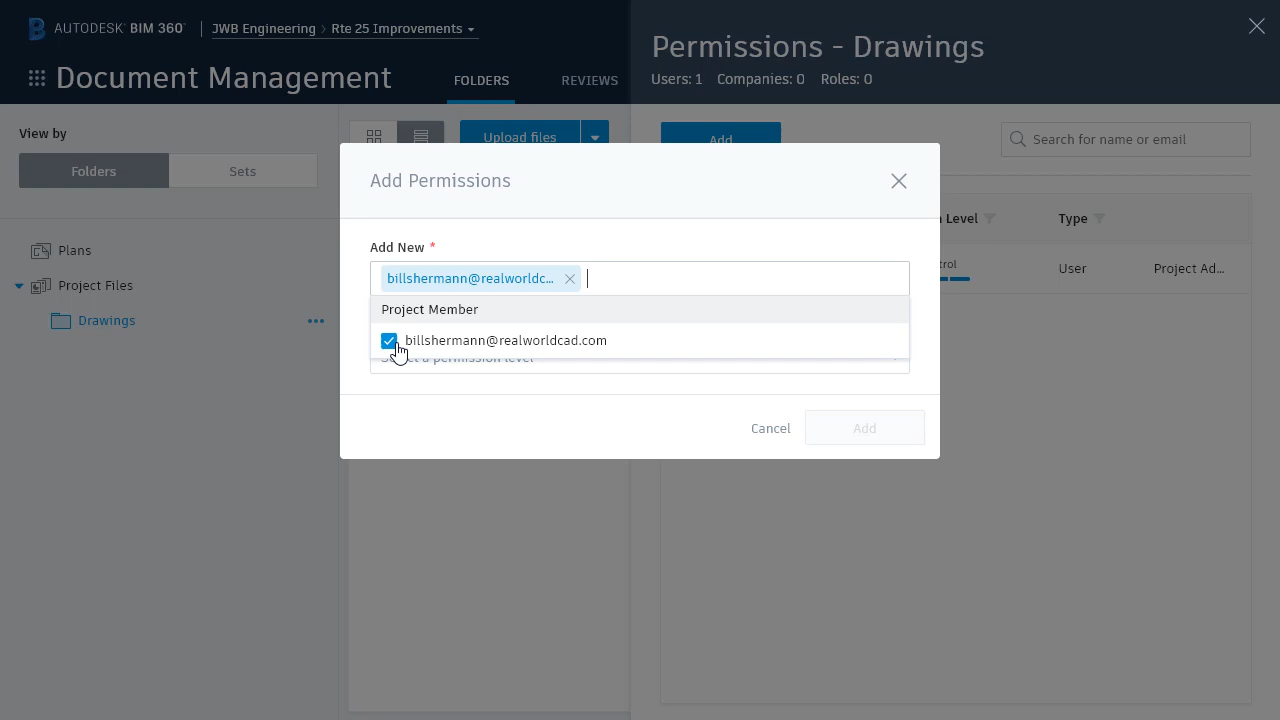 AUTODESK BIM 360
JWB Engineering > Rte 25 Improvements
Document Management
FOLDERS
REVIEWS
Permissions - Drawings
Users: 1 Companies: 0 Roles: 0
View by
Folders
Sets
Upload files
Add
Search for name or email
Plans
Project Files
Drawings
Level
Type
User
Project Ad...
Add Permissions
Add New *
billshermann@realworldc...
Project Member
billshermann@realworldcad.com
Select a permission level
Cancel
Add